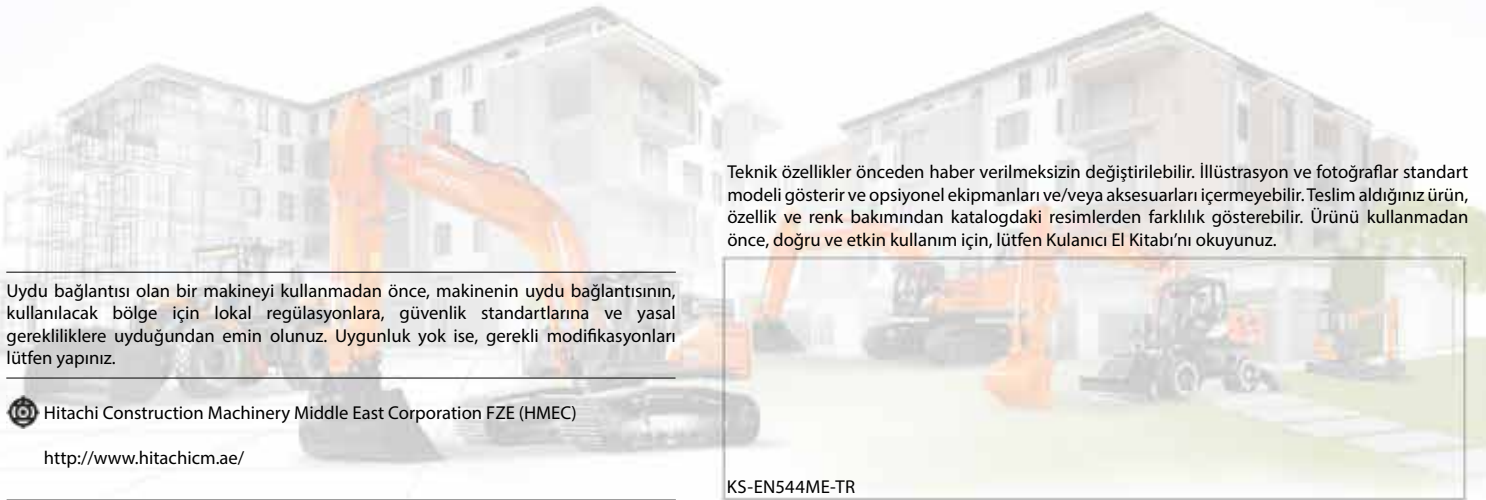 Uydu bağlantısı olan bir makineyi kullanmadan önce, makinenin uydu bağlantısının,
kullanılacak bölge için lokal regülasyonlara, güvenlik standartlarına ve yasal
gerekliliklere uyduğundan emin olunuz. Uygunluk yok ise, gerekli modifikasyonları
lütfen yapınız.
Hitachi Construction Machinery Middle East Corporation FZE (HMEC)
http://www.hitachicm.ae/
Teknik özellikler önceden haber verilmeksizin değiştirilebilir. İllüstrasyon ve fotoğraflar standart
modeli gösterir ve opsiyonel ekipmanları ve/veya aksesuarları içermeyebilir. Teslim aldığınız ürün,
özellik ve renk bakımından katalogdaki resimlerden farklılık gösterebilir. Ürünü kullanmadan
önce, doğru ve etkin kullanım için, lütfen Kulanıcı El Kitabı'nı okuyunuz.
KS-EN544ME-TR